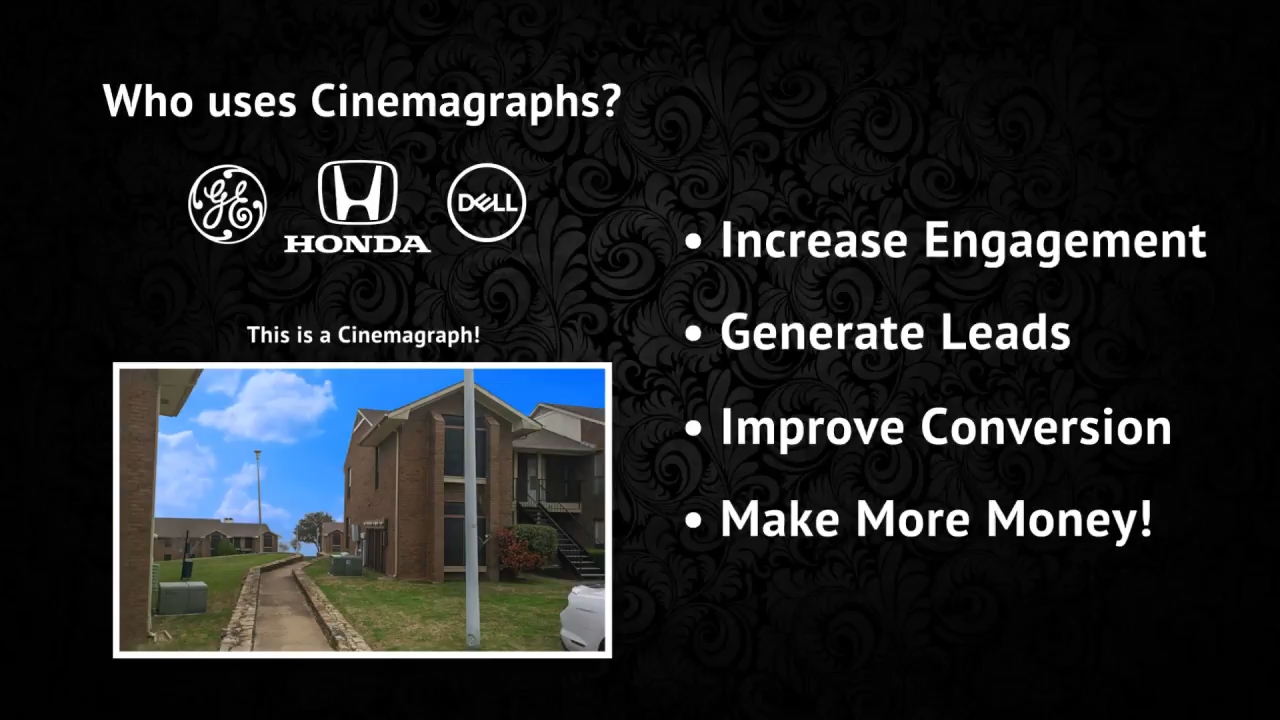 Who uses Cinemagraphs?
GE
HONDA
DELL
This is a Cinemagraph!
• Increase Engagement
• Generate Leads
• Improve Conversion
• Make More Money!